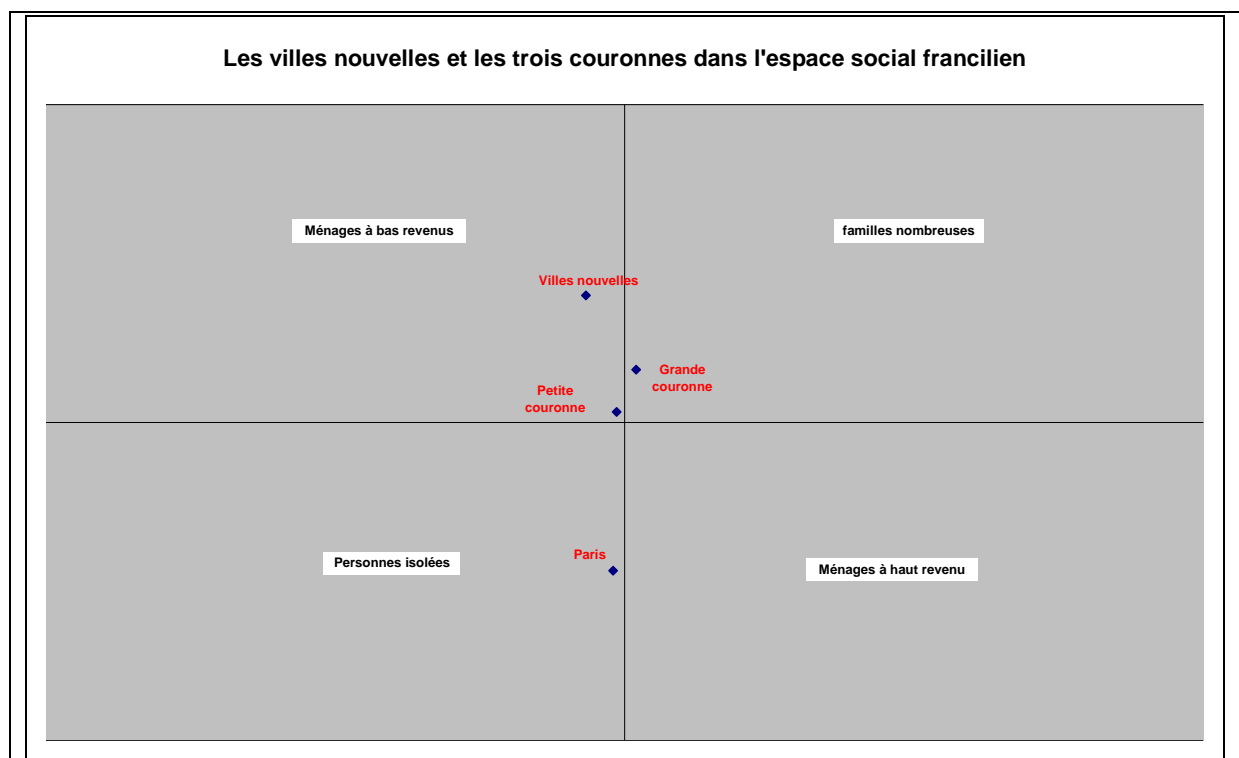 Les villes nouvelles et les trois couronnes dans l'espace social francilien
Ménages à bas revenus
familles nombreuses
Villes nouvelles
Grande
couronne
Petite
couronne
Paris
Personnes isolées
Ménages à haut revenu